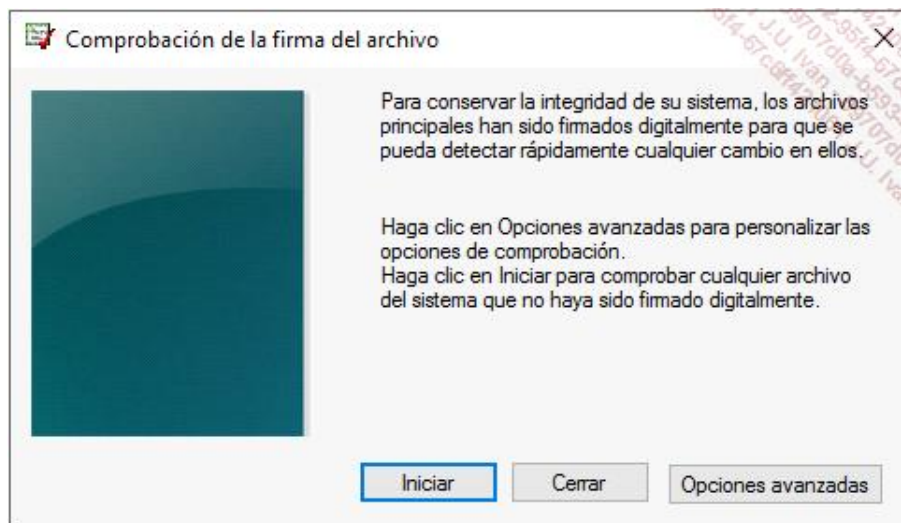 Comprobación de la firma del archivo
Para conservar la integridad de su sistema, los archivos
principales han sido firmados digitalmente para que se
pueda detectar rápidamente cualquier cambio en ellos.
Haga clic en Opciones avanzadas para personalizar las
opciones de comprobación.
Haga clic en Iniciar para comprobar cualquier archivo
del sistema que no haya sido firmado digitalmente.
Iniciar
Cerrar
Opciones avanzadas